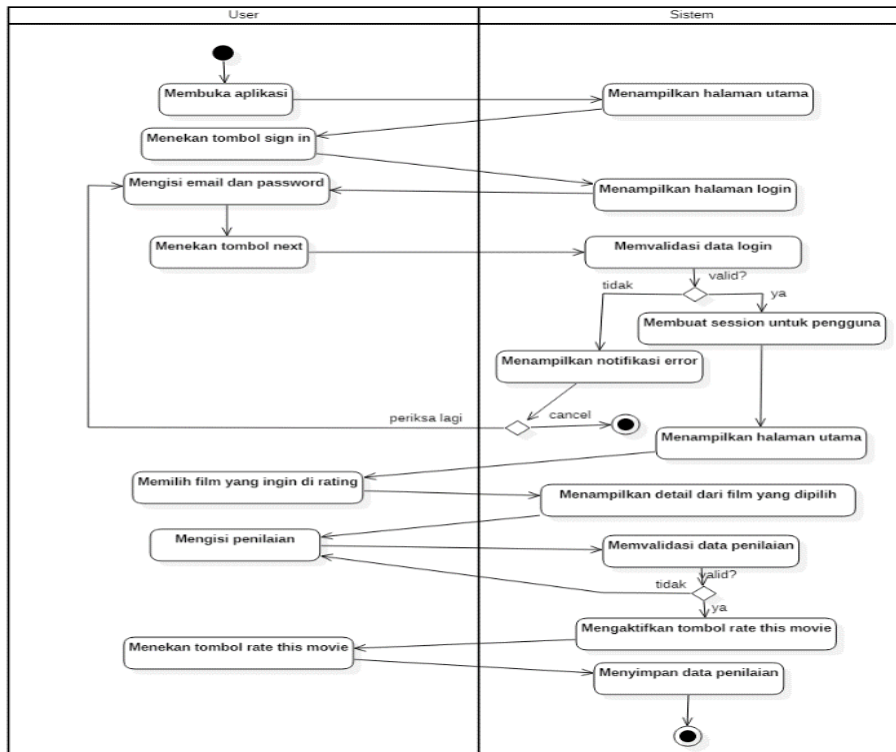 User
Sistem
Membuka aplikasi
Menampilkan halaman utama
Menekan tombol sign in
Mengisi email dan password
Menampilkan halaman login
Menekan tombol next
Memvalidasi data login
valid?
tidak
ya
Membuat session untuk pengguna
Menampilkan notifikasi error
periksa lagi
cancel
Menampilkan halaman utama
Memilih film yang ingin di rating
Menampilkan detail dari film yang dipilih
Mengisi penilaian
Memvalidasi data penilaian
valid?
tidak
ya
Mengaktifkan tombol rate this movie
Menekan tombol rate this movie
Menyimpan data penilaian